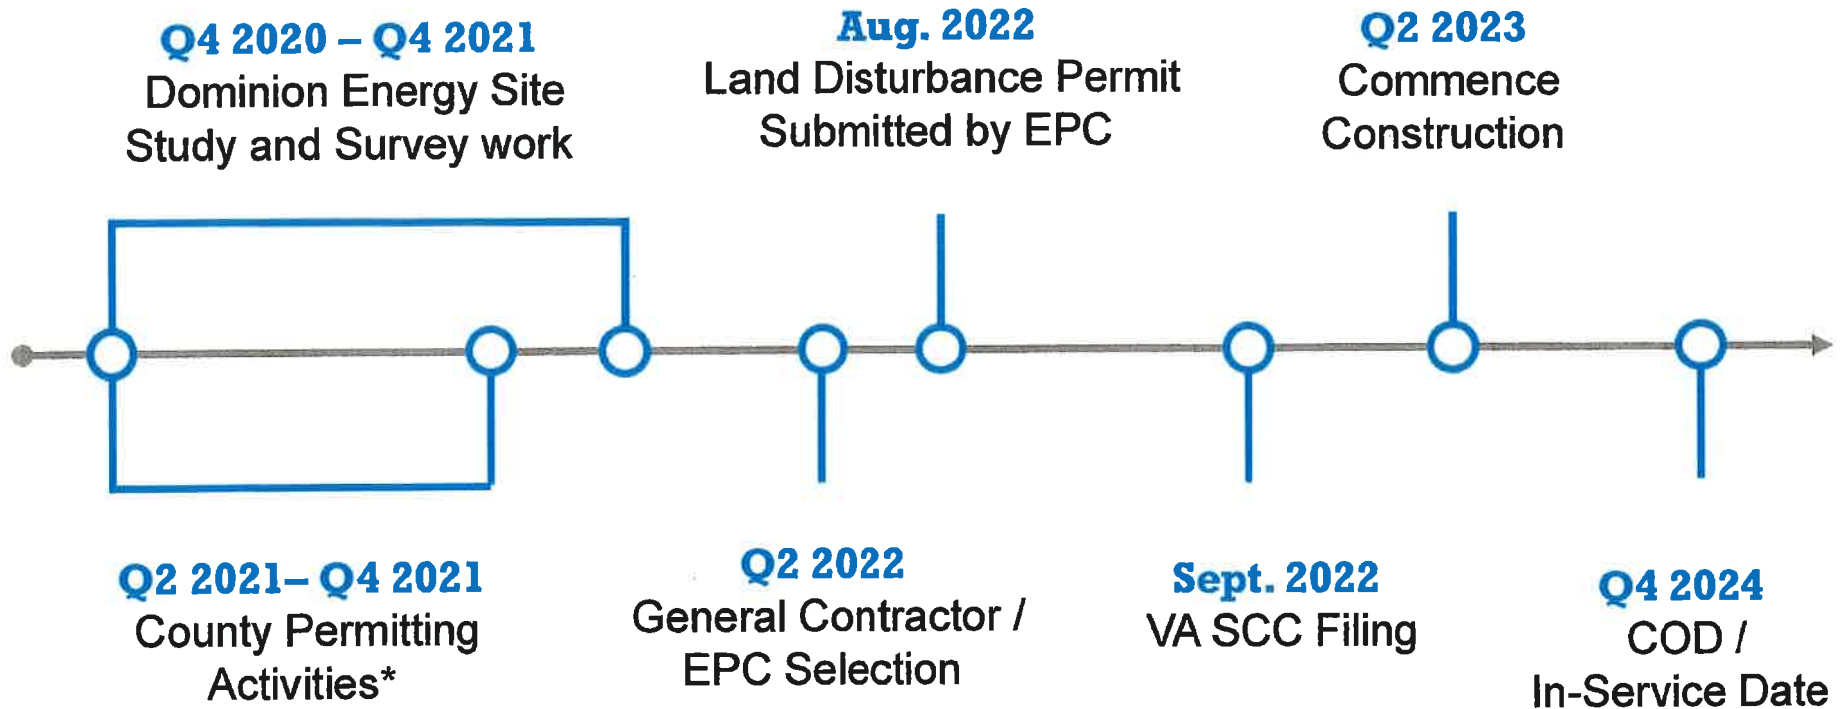 Q4 2020 – Q4 2021
Dominion Energy Site
Study and Survey work
Aug. 2022
Land Disturbance Permit
Submitted by EPC
Q2 2023
Commence
Construction
Q2 2021– Q4 2021
County Permitting
Activities*
Q2 2022
General Contractor /
EPC Selection
Sept. 2022
VA SCC Filing
Q4 2024
COD /
In-Service Date